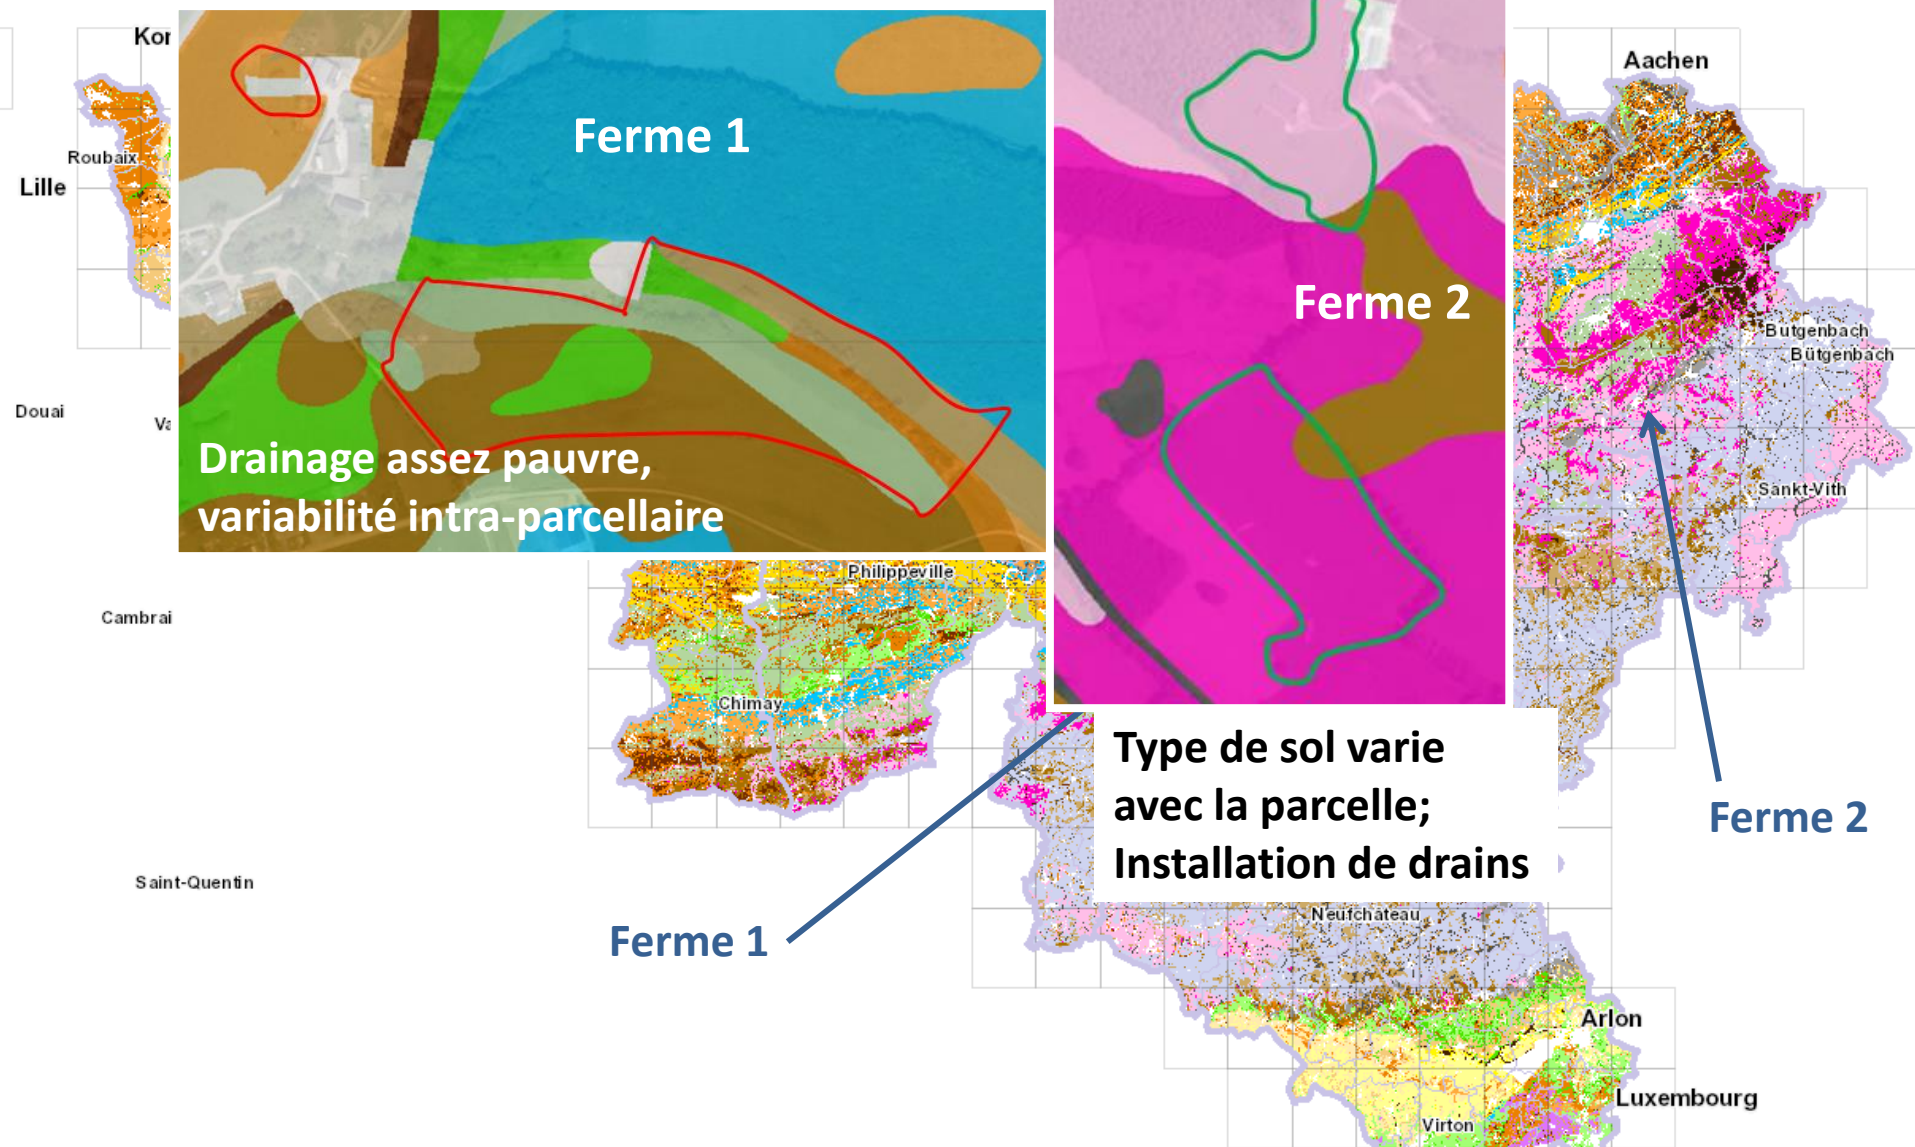 Kor
Aachen
Ferme 1
Roubaix
Lille
Ferme 2
Butgenbach
Bütgenbach
Douai
Va
Drainage assez pauvre,
variabilité intra-parcellaire
Sankt-Vith
Philippeville
Cambrai
Chimay
Type de sol varie
avec la parcelle;
Installation de drains
Ferme 2
Saint-Quentin
Neufchateau
Ferme 1
Arlon
Luxembourg
Virton